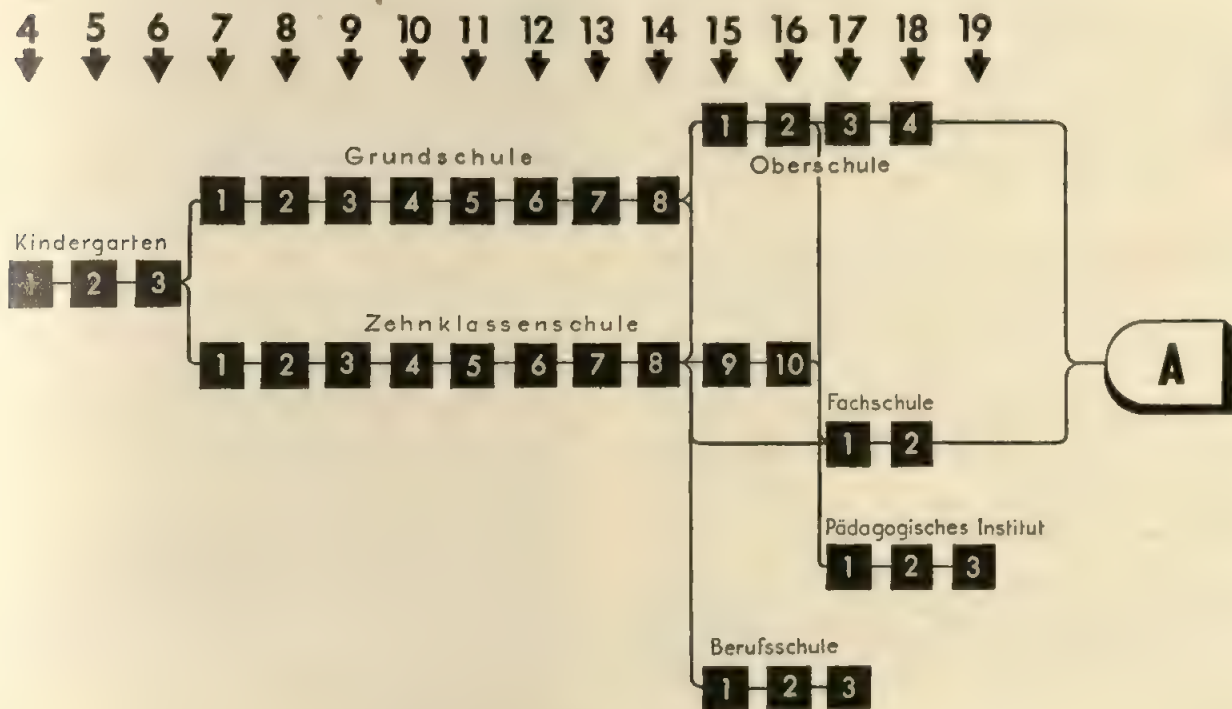 4 5 6 7 8 9 10 11 12 13 14 15 16 17 18 19
1 2 3 4
Grundschule
Oberschule
1 2 3 4 5 6 7 8
Kindergarten
1 2 3
Zehnklassenschule
1 2 3 4 5 6 7 8 9 10
A
Fachschule
1 2
Pädagogisches Institut
1 2 3
Berufsschule
1 2 3